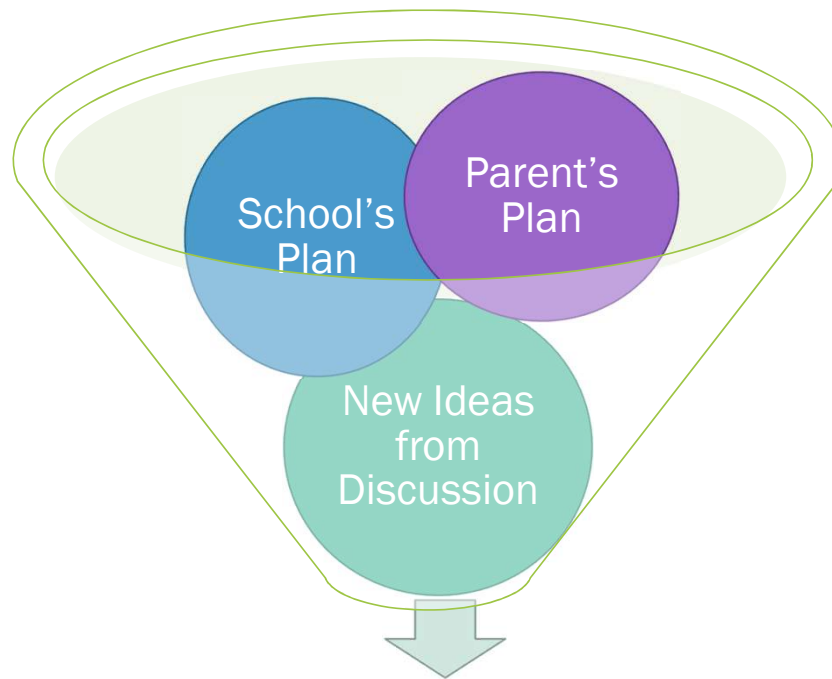 School's
Plan
Parent's
Plan
New Ideas
from
Discussion